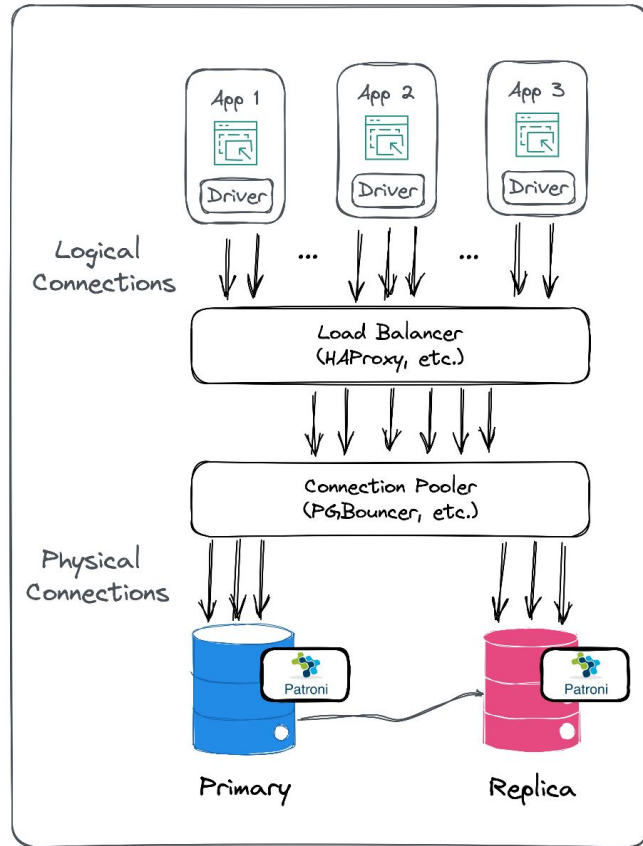 App 1
App 2
App 3
Driver
Driver
Driver
Logical
Connections
...
...
Load Balancer
(HAProxy, etc.)
Connection Pooler
(PGBouncer, etc.)
Physical
Connections
Patroni
Patroni
Primary
Replica